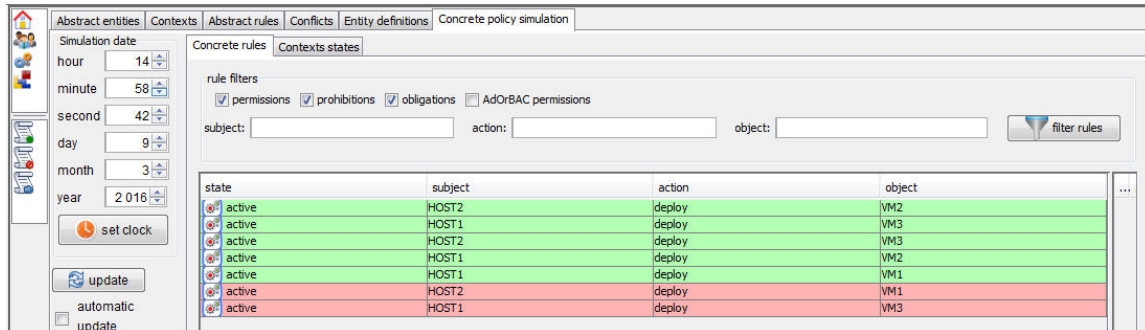 Abstract entities Contexts Abstract rules Conflicts Entity definitions Concrete policy simulation
Simulation date
hour 14
minute 58
second 42
day 9
month 3
year 2 016
set clock
update
automatic
update
Concrete rules Contexts states
rule filters
permissions prohibitions obligations AdOrBAC permissions
subject: action: object: filter rules
state subject action object ...
active HOST2 deploy VM2
active HOST1 deploy VM3
active HOST2 deploy VM3
active HOST1 deploy VM2
active HOST1 deploy VM1
active HOST2 deploy VM1
active HOST1 deploy VM3